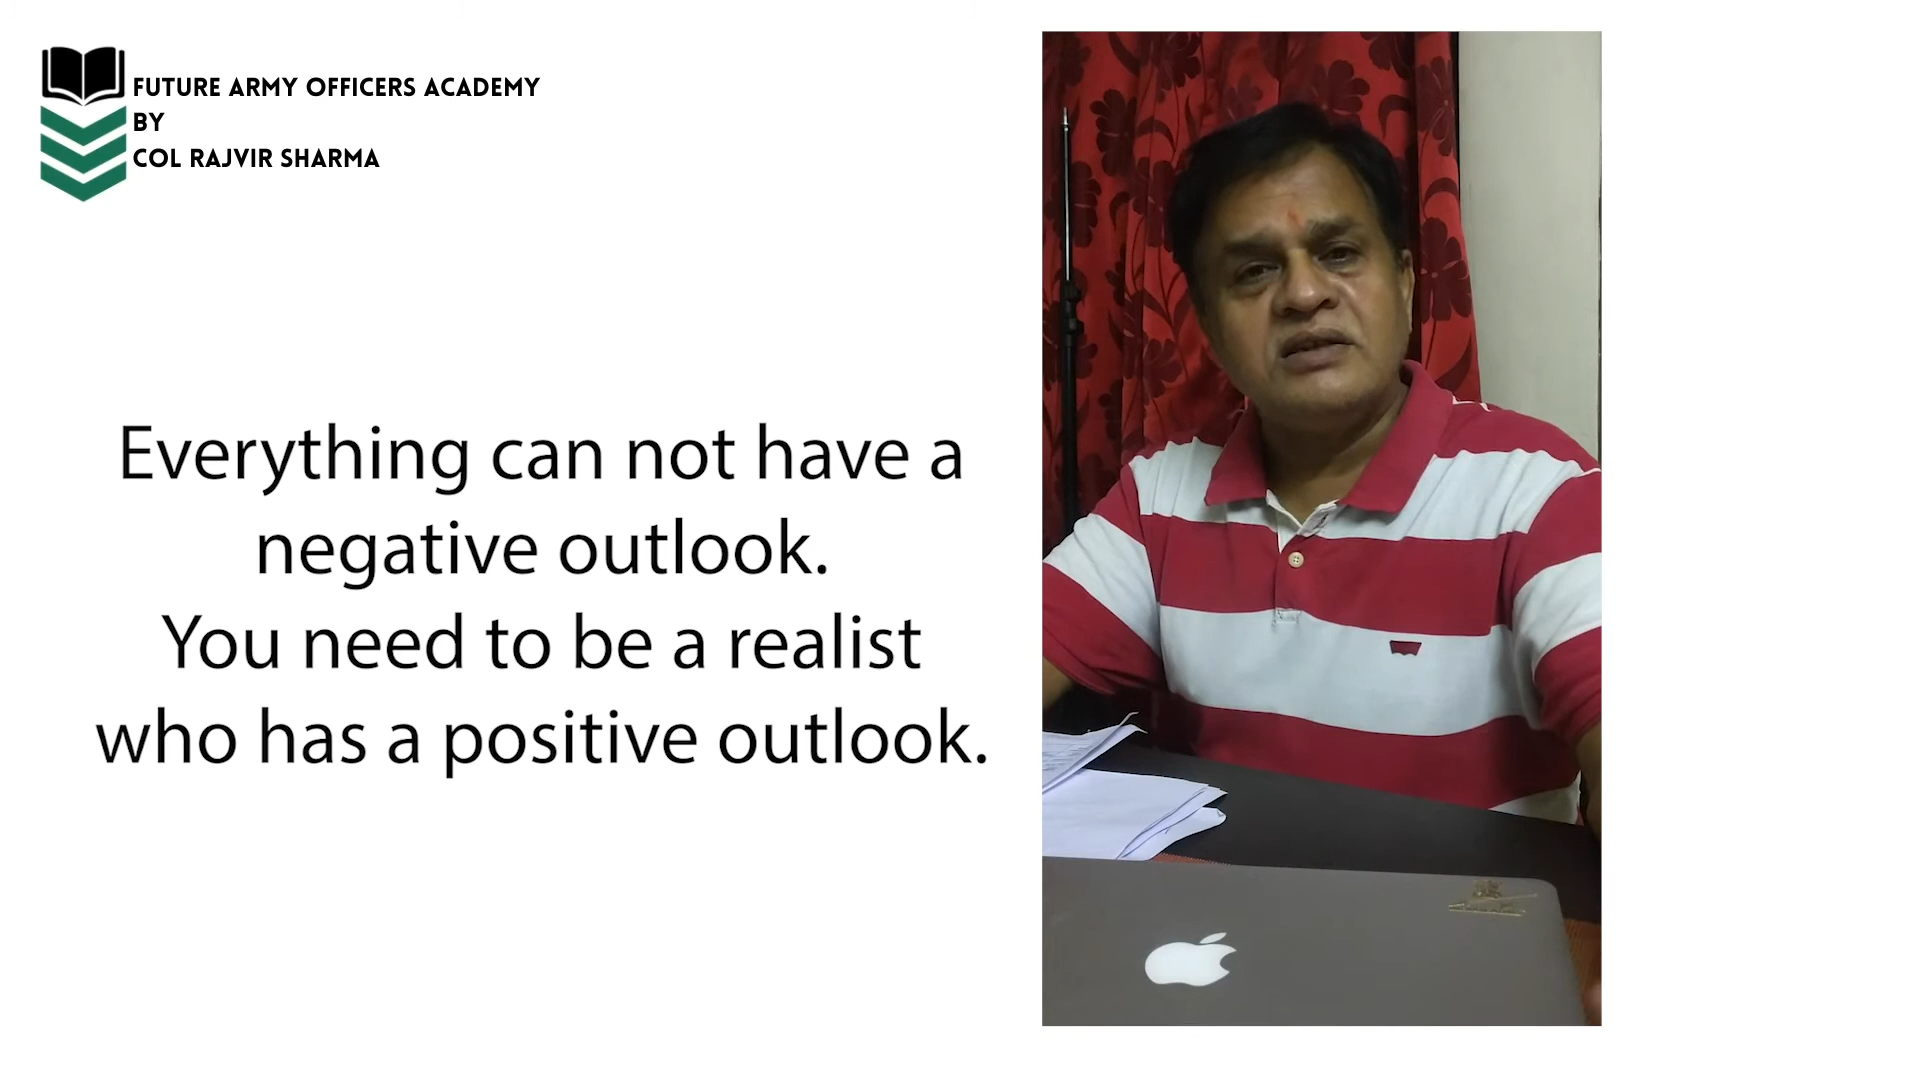 FUTURE ARMY OFFICERS ACADEMY
BY
COL RAJVIR SHARMA
Everything can not have a
negative outlook.
You need to be a realist
who has a positive outlook.